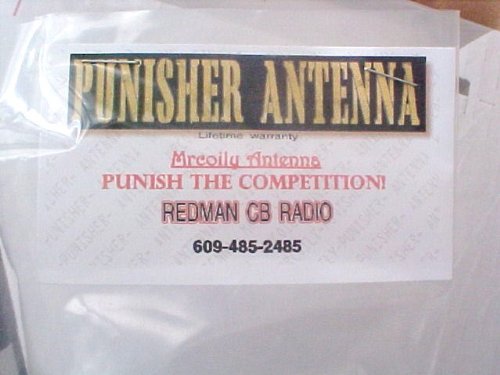 PUNISHER ANTENNA
Lifetime warranty
Mrcoily Antenna
PUNISH THE COMPETITION!
REDMAN CB RADIO
609-485-2485